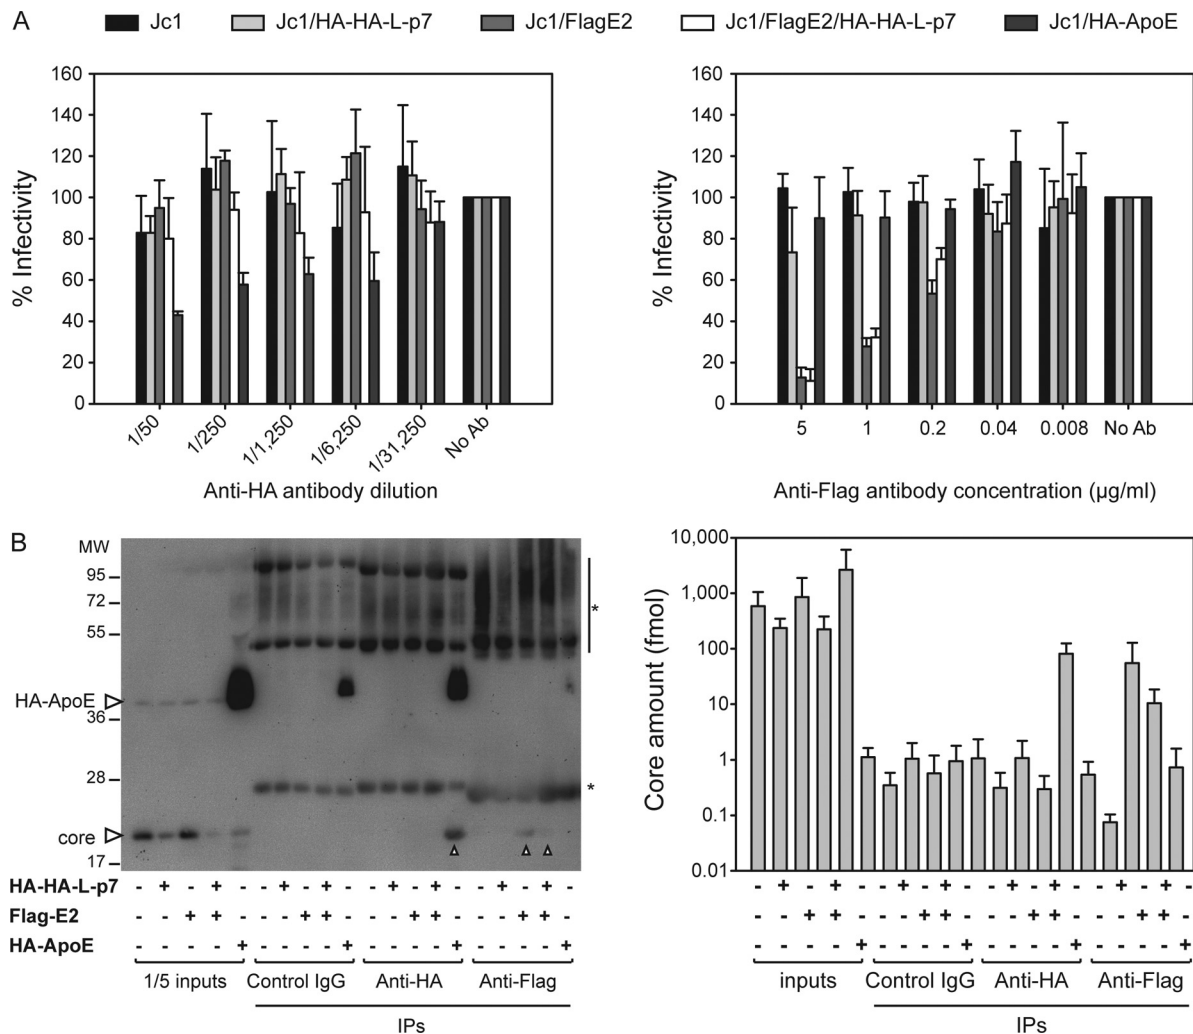 A
Jc1 Jc1/HA-HA-L-p7 Jc1/FlagE2 Jc1/FlagE2/HA-HA-L-p7 Jc1/HA-ApoE
% Infectivity
160
140
120
100
80
60
40
20
0
1/50 1/250 1/1,250 1/6,250 1/31,250 No Ab
Anti-HA antibody dilution
% Infectivity
160
140
120
100
80
60
40
20
0
5 1 0.2 0.04 0.008 No Ab
Anti-Flag antibody concentration (µg/ml)
B
MW
95
72
55
HA-ApoE
36
28
core
17
*
*
HA-HA-L-p7 - + - + - - + - + - - + - + - - + - + -
Flag-E2 - - + + - - - + + - - - + + - - - + + -
HA-ApoE - - - - + - - - - + - - - - + - - - - +
1/5 inputs Control IgG Anti-HA Anti-Flag
IPs
Core amount (fmol)
10,000
1,000
100
10
1
0.1
0.01
- + - + - - + - + - - + - + - - + - + -
- - + + - - - + + - - - + + - - - + + -
- - - - + - - - - + - - - - + - - - - +
inputs Control IgG Anti-HA Anti-Flag
IPs